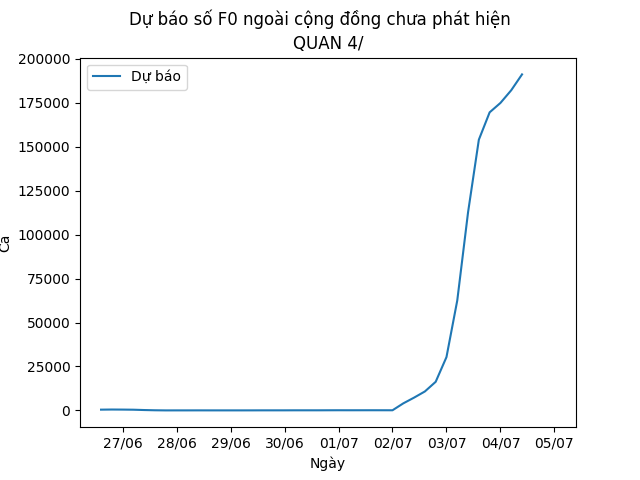 Dự báo số F0 ngoài cộng đồng chưa phát hiện
QUAN 4/
Dự báo
200000
175000
150000
125000
100000
75000
50000
25000
0
Ca
27/06 28/06 29/06 30/06 01/07 02/07 03/07 04/07 05/07
Ngày